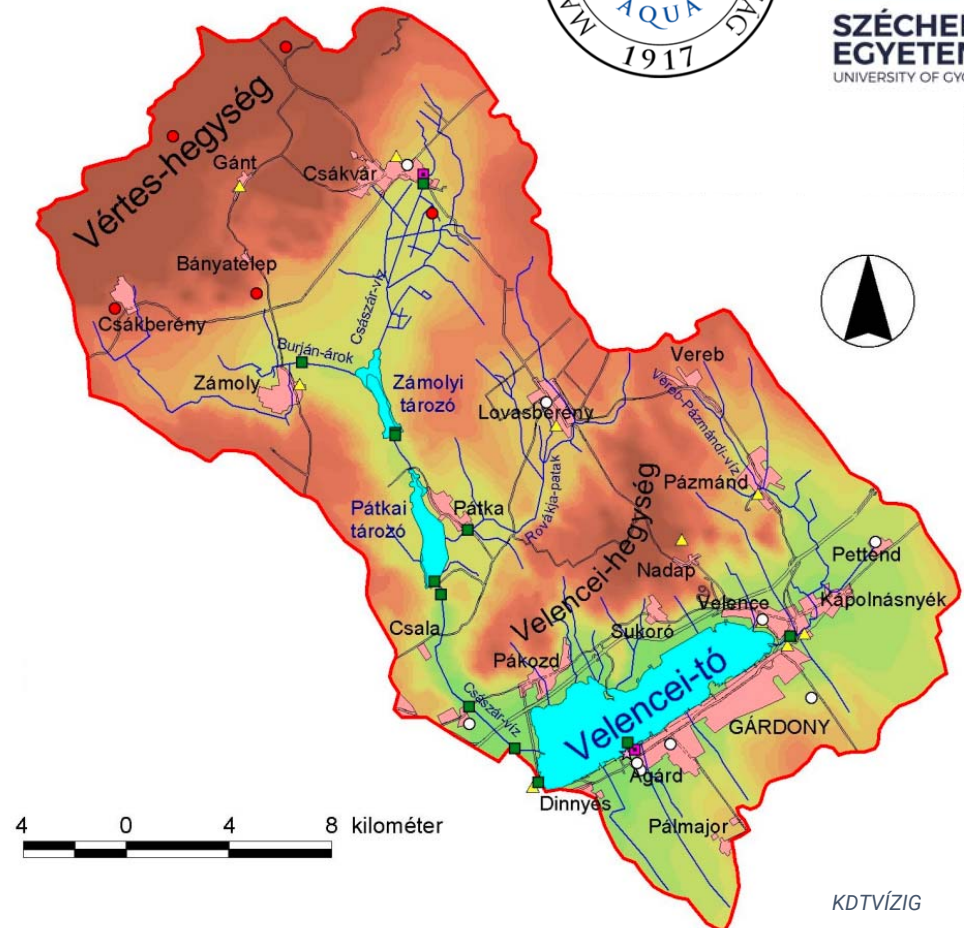 AQUA
1917
SZÉCHE
EGYETE
UNIVERSITY OF GY
Vértes-hegység
Gánt
Csákvár
Bányatelep
Csákberény
Császár-víz
Burján-árok
Zámoly
Zámolyi
tározó
Lovasberény
Vereb
Vereb-Pázmándi-víz
Pázmánd
Pátkai
tározó
Pátka
Rovákja-patak
Velencei-hegység
Nadap
Pettend
Kápolnásnyék
Velence
Sukoró
Csala
Pákozd
Császár-víz
Velencei-tó
GÁRDONY
Agárd
Dinnyés
Pálmajor
4 0 4 8 kilométer
KDTVÍZIG